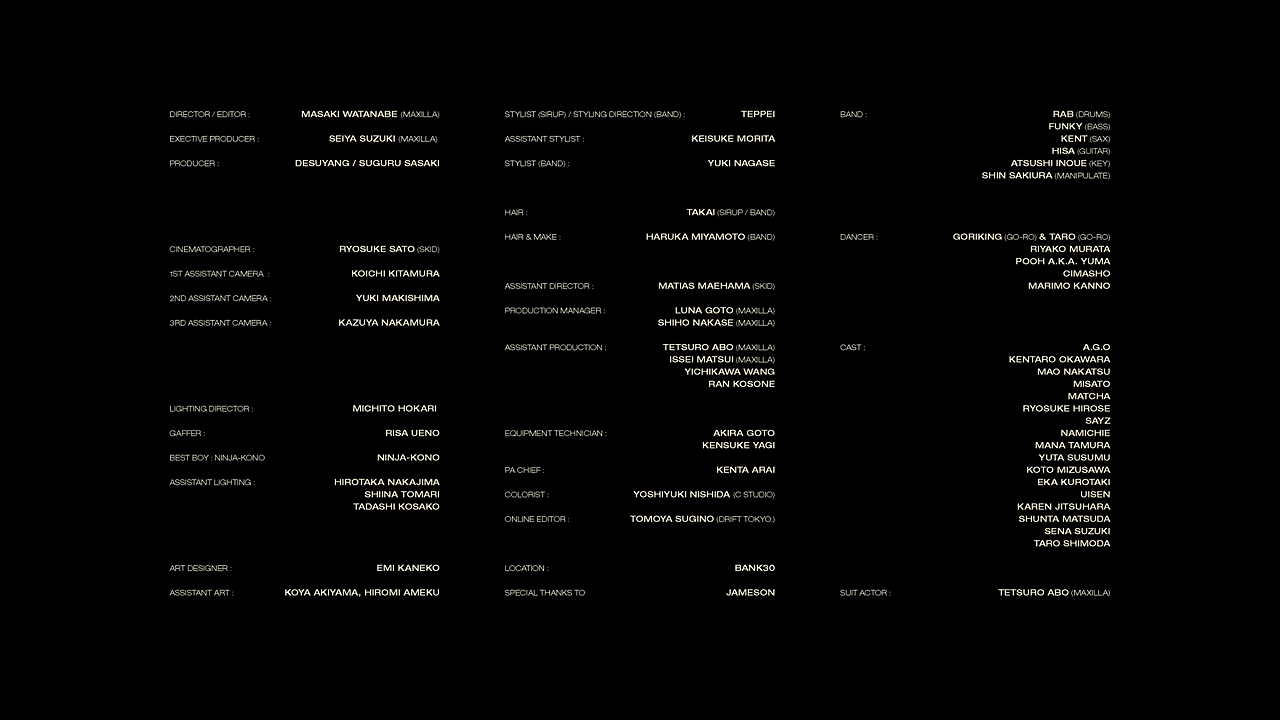 DIRECTOR / EDITOR : MASAKI WATANABE (MAXILLA)
EXECTIVE PRODUCER : SEIYA SUZUKI (MAXILLA)
PRODUCER : DESUYANG / SUGURU SASAKI
CINEMATOGRAPHER : RYOSUKE SATO (SKID)
1ST ASSISTANT CAMERA : KOICHI KITAMURA
2ND ASSISTANT CAMERA : YUKI MAKISHIMA
3RD ASSISTANT CAMERA : KAZUYA NAKAMURA
LIGHTING DIRECTOR : MICHITO HOKARI
GAFFER : RISA UENO
BEST BOY : NINJA-KONO NINJA-KONO
ASSISTANT LIGHTING : HIROTAKA NAKAJIMA
SHIINA TOMARI
TADASHI KOSAKO
ART DESIGNER : EMI KANEKO
ASSISTANT ART : KOYA AKIYAMA, HIROMI AMEKU
STYLIST (SIRUP) / STYLING DIRECTION (BAND) : TEPPEI
ASSISTANT STYLIST : KEISUKE MORITA
STYLIST (BAND) : YUKI NAGASE
HAIR : TAKAI (SIRUP / BAND)
HAIR & MAKE : HARUKA MIYAMOTO (BAND)
ASSISTANT DIRECTOR : MATIAS MAEHAMA (SKID)
PRODUCTION MANAGER : LUNA GOTO (MAXILLA)
SHIHO NAKASE (MAXILLA)
ASSISTANT PRODUCTION : TETSURO ABO (MAXILLA)
ISSEI MATSUI (MAXILLA)
YICHIKAWA WANG
RAN KOSONE
EQUIPMENT TECHNICIAN : AKIRA GOTO
KENSUKE YAGI
PA CHIEF : KENTA ARAI
COLORIST : YOSHIYUKI NISHIDA (C STUDIO)
ONLINE EDITOR : TOMOYA SUGINO (DRIFT TOKYO.)
LOCATION : BANK30
SPECIAL THANKS TO JAMESON
BAND : RAB (DRUMS)
FUNKY (BASS)
KENT (SAX)
HISA (GUITAR)
ATSUSHI INOUE (KEY)
SHIN SAKIURA (MANIPULATE)
DANCER : GORIKING (GO-RO) & TARO (GO-RO)
RIYAKO MURATA
POOH A.K.A. YUMA
CIMASHO
MARIMO KANNO
CAST : A.G.O
KENTARO OKAWARA
MAO NAKATSU
MISATO
MATCHA
RYOSUKE HIROSE
SAYZ
NAMICHIE
MANA TAMURA
YUTA SUSUMU
KOTO MIZUSAWA
EKA KUROTAKI
UISEN
KAREN JITSUHARA
SHUNTA MATSUDA
SENA SUZUKI
TARO SHIMODA
SUIT ACTOR : TETSURO ABO (MAXILLA)